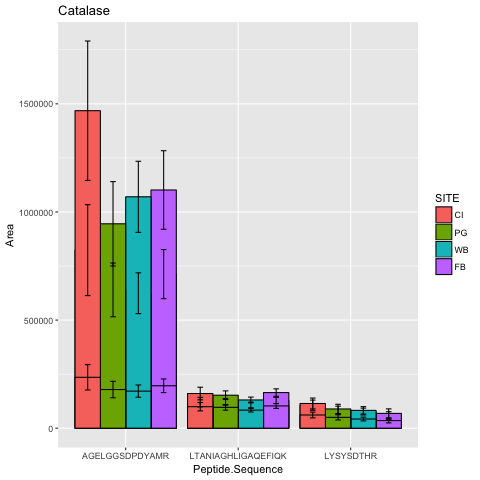 Catalase
Area
1500000
1000000
500000
0
AGELGGSDPDYAMR LTANIAGHLIGAQEFIQK LYSYSDTHR
Peptide.Sequence
SITE
CI
PG
WB
FB